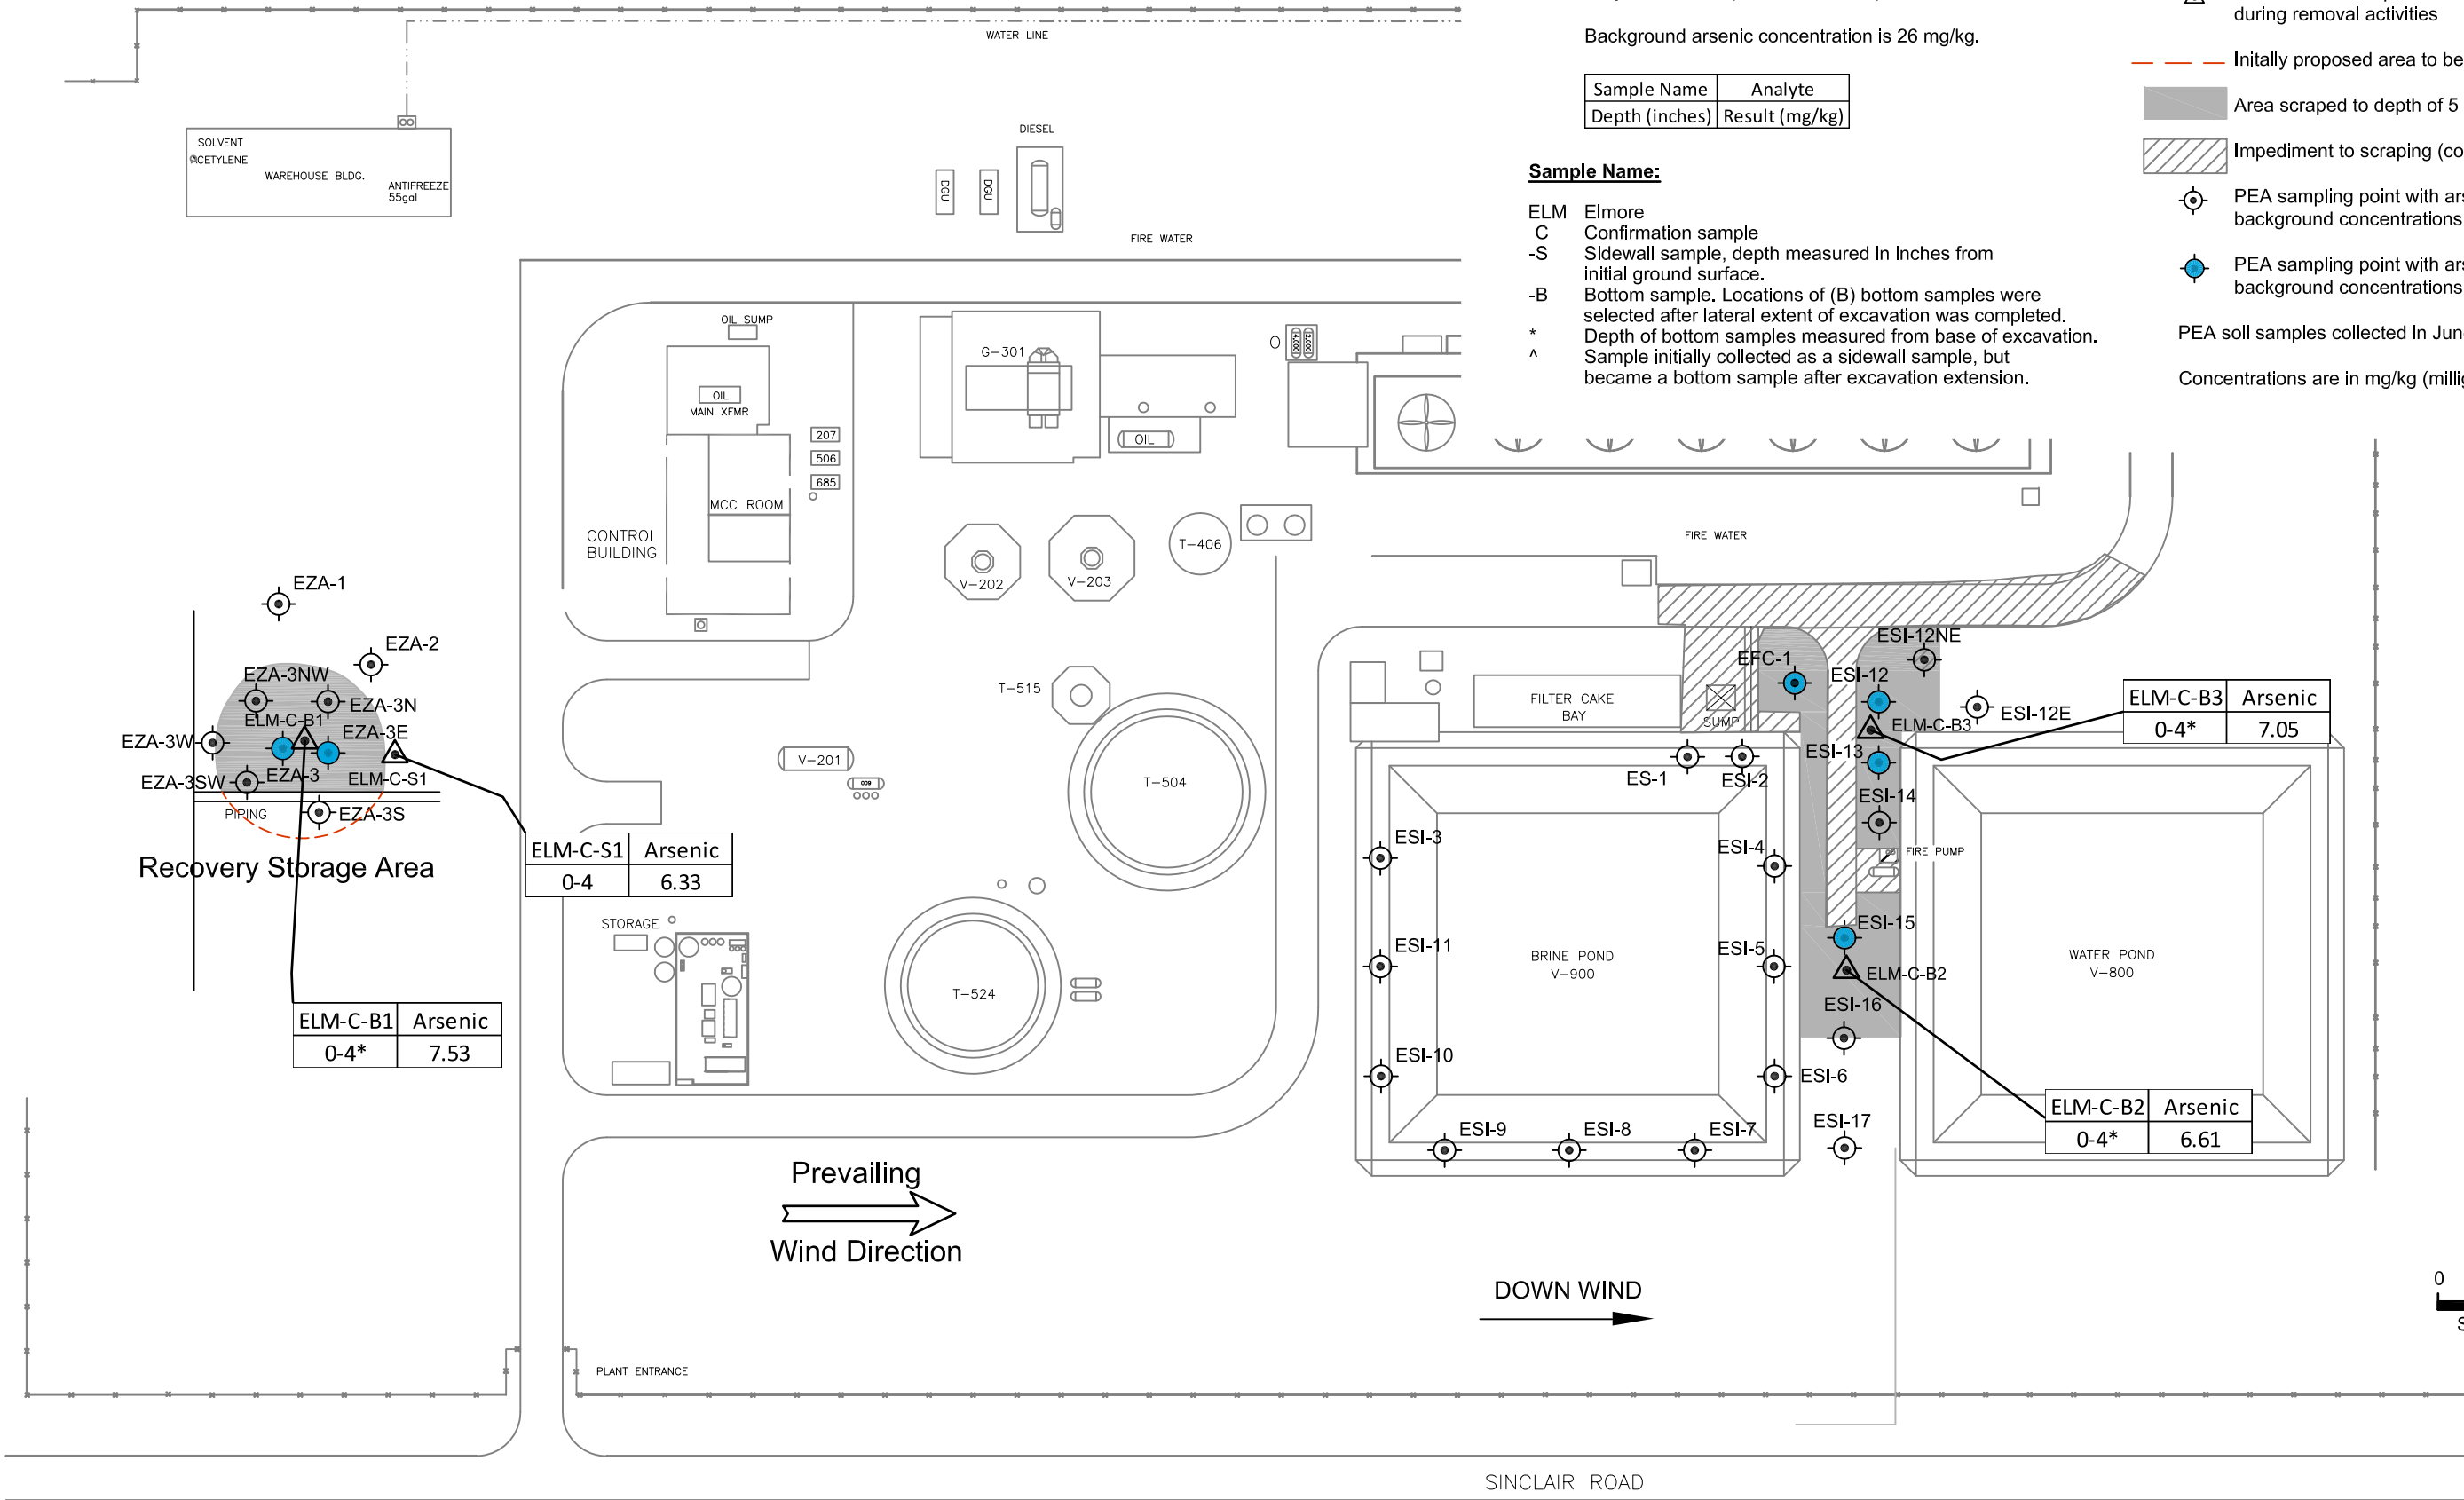 during removal activities
WATER LINE
Background arsenic concentration is 26 mg/kg.
Initally proposed area to be
Sample Name Analyte
Depth (inches) Result (mg/kg)
Area scraped to depth of 5
SOLVENT
ACETYLENE
WAREHOUSE BLDG.
ANTIFREEZE
55gal
DIESEL
DGU
DGU
Impediment to scraping (co
Sample Name:
PEA sampling point with ars
background concentrations
ELM Elmore
C Confirmation sample
-S Sidewall sample, depth measured in inches from
initial ground surface.
-B Bottom sample. Locations of (B) bottom samples were
selected after lateral extent of excavation was completed.
* Depth of bottom samples measured from base of excavation.
^ Sample initially collected as a sidewall sample, but
became a bottom sample after excavation extension.
PEA sampling point with ars
background concentrations
PEA soil samples collected in Jun
Concentrations are in mg/kg (millig
FIRE WATER
OIL SUMP
OIL
MAIN XFMR
207
506
685
MCC ROOM
CONTROL
BUILDING
G-301
OIL
4,000
2,000
V-202
V-203
T-406
FIRE WATER
EZA-1
EZA-2
EZA-3NW
EZA-3N
ELM-C-B1
EZA-3E
EZA-3W
EZA-3
ELM-C-S1
EZA-3SW
PIPING
EZA-3S
Recovery Storage Area
ELM-C-S1 Arsenic
0-4 6.33
ELM-C-B1 Arsenic
0-4* 7.53
T-515
V-201
600
T-504
STORAGE
T-524
FILTER CAKE
BAY
SUMP
EFC-1
ESI-12NE
ESI-12
ESI-12E
ELM-C-B3
ELM-C-B3 Arsenic
0-4* 7.05
ESI-13
ES-1
ESI-2
ESI-14
ESI-3
ESI-4
FIRE PUMP
ESI-15
ESI-11
ESI-5
BRINE POND
V-900
WATER POND
V-800
ELM-C-B2
ESI-16
ESI-10
ESI-6
ELM-C-B2 Arsenic
0-4* 6.61
ESI-9
ESI-8
ESI-7
ESI-17
Prevailing
Wind Direction
DOWN WIND
0
PLANT ENTRANCE
SINCLAIR ROAD